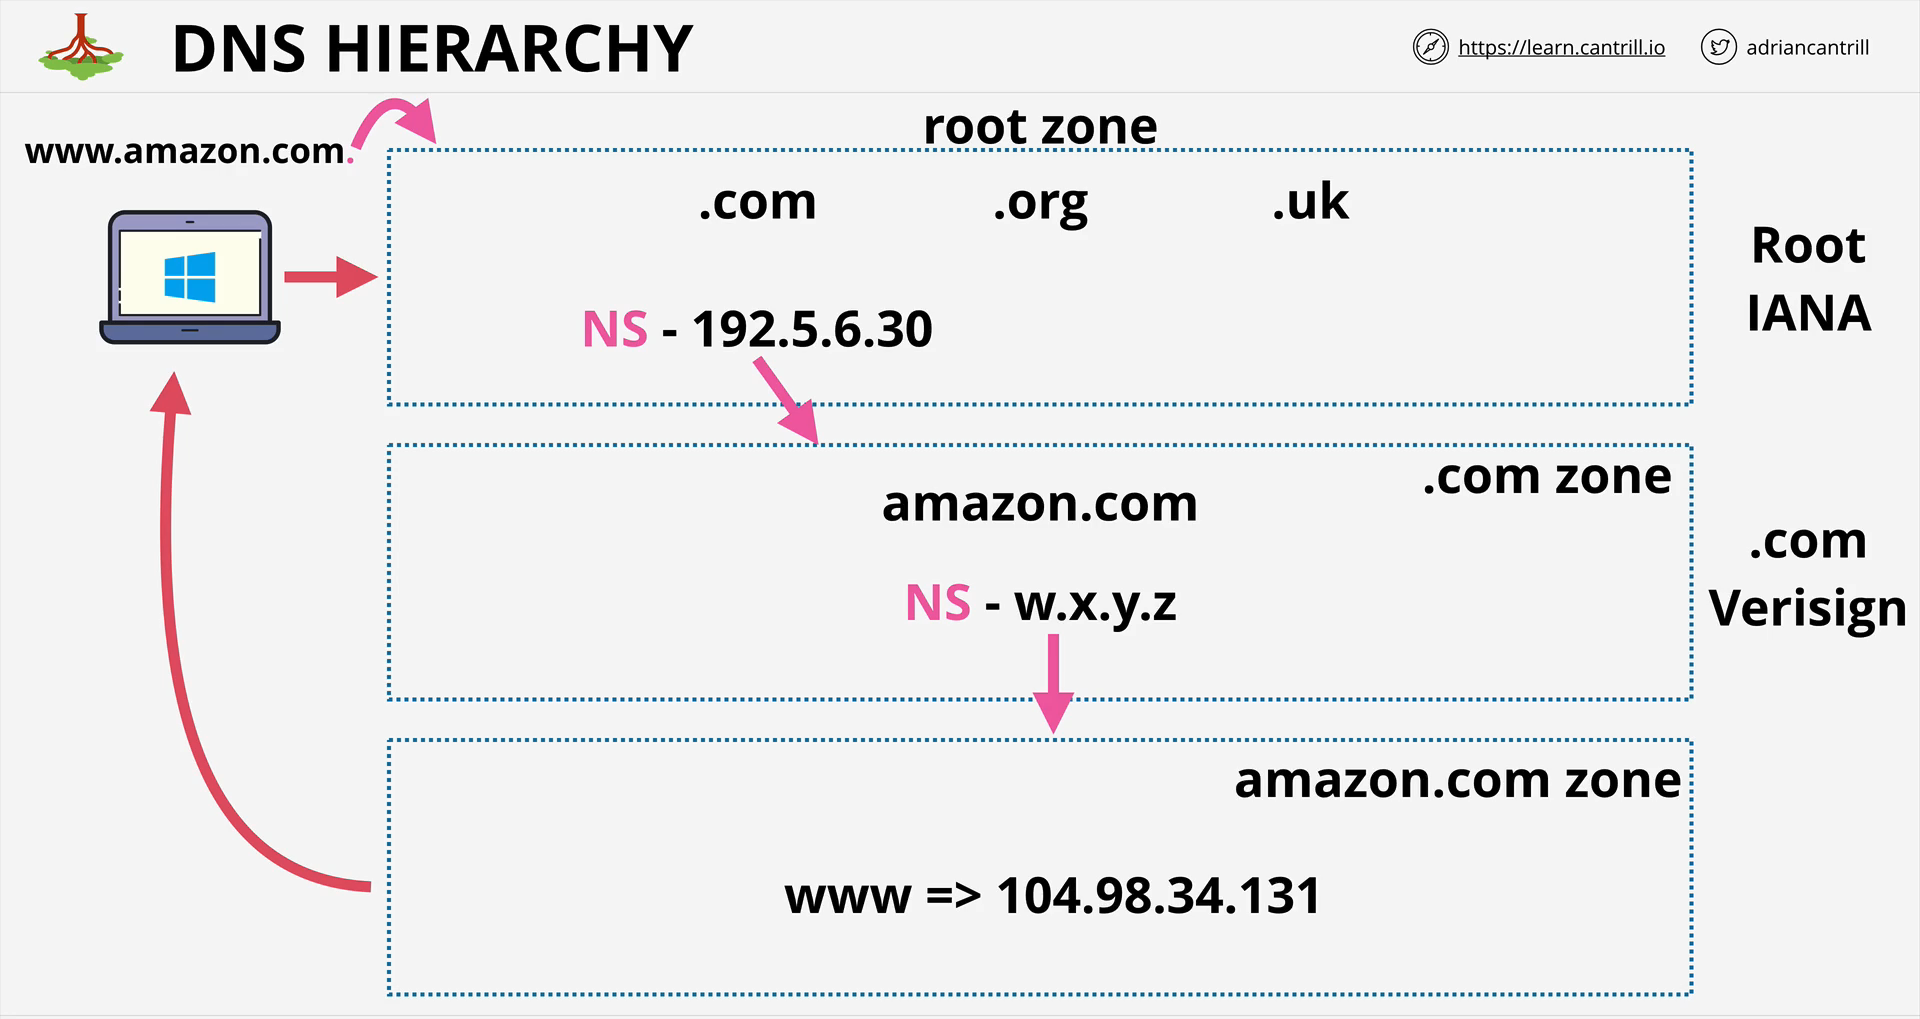 DNS HIERARCHY
https://learn.cantrill.io
adriancantrill
www.amazon.com.
root zone
.com
.org
.uk
NS - 192.5.6.30
Root
IANA
.com zone
amazon.com
NS - w.x.y.z
.com
Verisign
amazon.com zone
www => 104.98.34.131